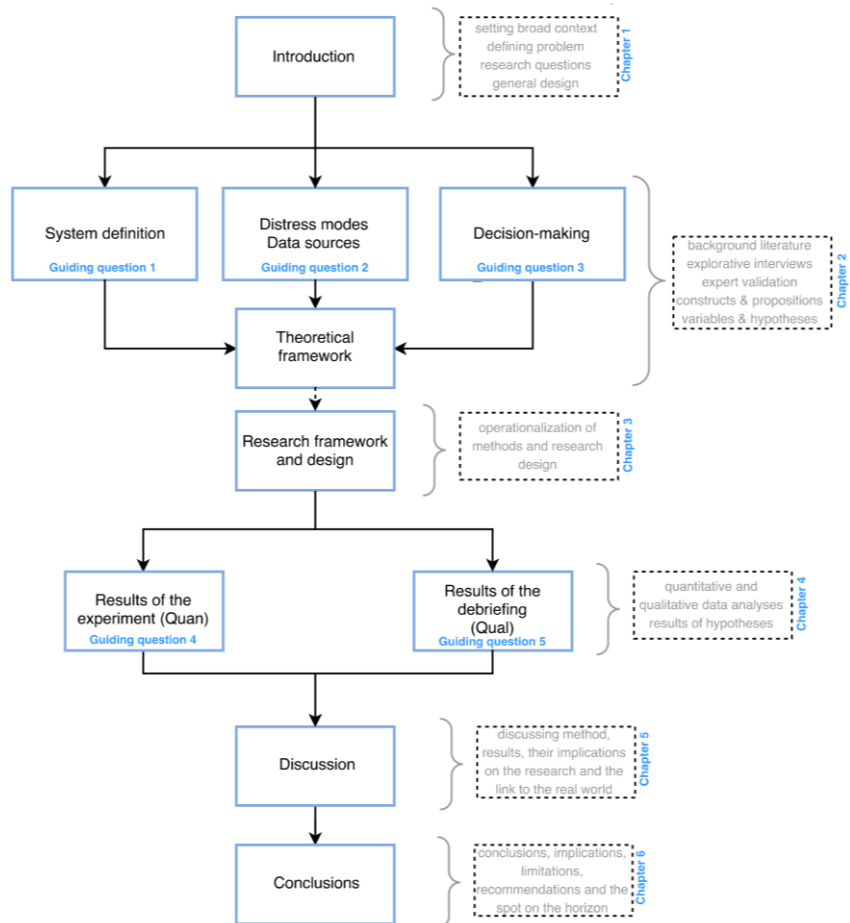 Introduction
setting broad context
defining problem
research questions
general design
Chapter 1
System definition
Guiding question 1
Distress modes
Data sources
Guiding question 2
Decision-making
Guiding question 3
Theoretical
framework
background literature
explorative interviews
expert validation
constructs & propositions
variables & hypotheses
Chapter 2
Research framework
and design
operationalization of
methods and research
design
Chapter 3
Results of the
experiment (Quan)
Guiding question 4
Results of the
debriefing
(Qual)
Guiding question 5
quantitative and
qualitative data analyses
results of hypotheses
Chapter 4
Discussion
discussing method,
results, their implications
on the research and the
link to the real world
Chapter 5
Conclusions
conclusions, implications,
limitations,
recommendations and the
spot on the horizon
Chapter 6